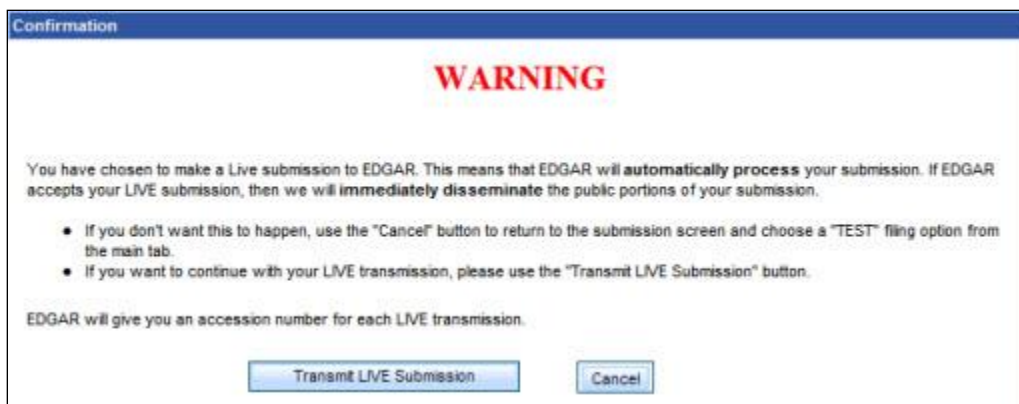 Confirmation
WARNING
You have chosen to make a Live submission to EDGAR. This means that EDGAR will automatically process your submission. If EDGAR
accepts your LIVE submission, then we will immediately disseminate the public portions of your submission.
● If you don't want this to happen, use the "Cancel" button to return to the submission screen and choose a "TEST" filing option from
the main tab.
● If you want to continue with your LIVE transmission, please use the "Transmit LIVE Submission" button.
EDGAR will give you an accession number for each LIVE transmission.
Transmit LIVE Submission Cancel